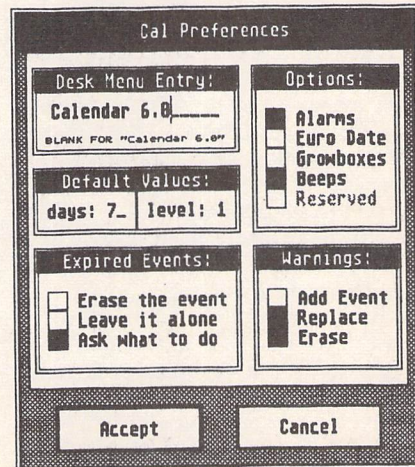 Cal Preferences
Desk Menu Entry:
Calendar 6.0_____
BLANK FOR "Calendar 6.0"
Options:
Alarms
Euro Date
Growboxes
Beeps
Reserved
Default Values:
days: 7_
level: 1
Expired Events:
Erase the event
Leave it alone
Ask what to do
Warnings:
Add Event
Replace
Erase
Accept
Cancel